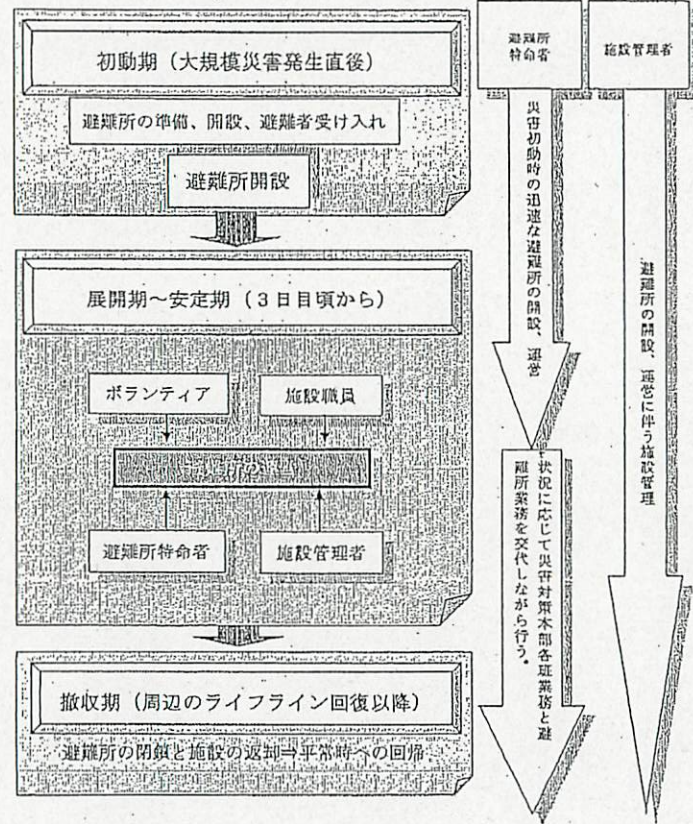 初動期（大規模災害発生直後）
避難所の準備、開設、避難者受け入れ
避難所開設
展開期～安定期（３日目頃から）
ボランティア
施設職員
避難所特命者
施設管理者
撤収期（周辺のライフライン回復以降）
避難所の閉鎖と施設の返却⇒平常時への回帰
避難所
特命者
災害初動時の迅速な避難所の開設、運営
状況に応じて災害対策本部各班業務と避
難所業務を交代しながら行う。
施設管理者
避難所の開設、運営に伴う施設管理